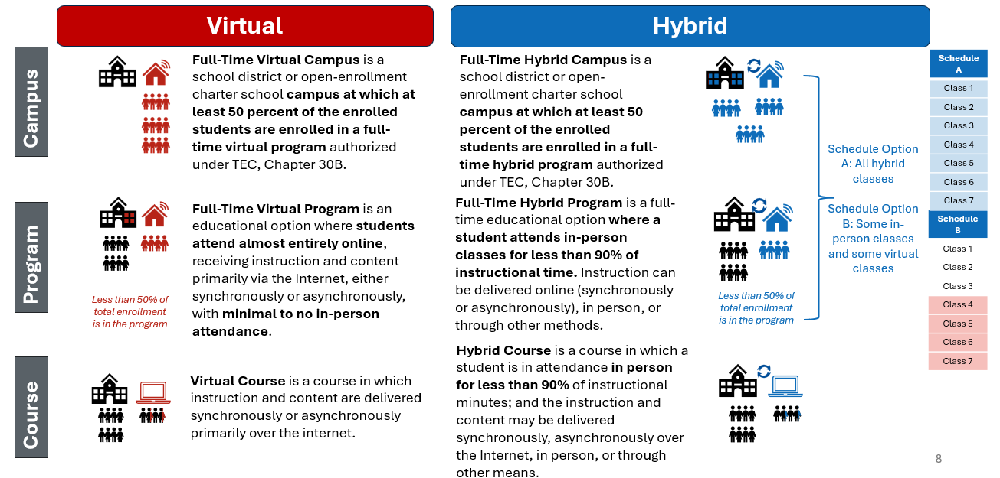 Virtual
Hybrid
Campus
Full-Time Virtual Campus is a
school district or open-enrollment
charter school campus at which at
least 50 percent of the enrolled
students are enrolled in a full-
time virtual program authorized
under TEC, Chapter 30B.
Full-Time Hybrid Campus is a
school district or open-
enrollment charter school
campus at which at least 50
percent of the enrolled
students are enrolled in a full-
time hybrid program authorized
under TEC, Chapter 30B.
Program
Less than 50% of
total enrollment
is in the program
Full-Time Virtual Program is an
educational option where students
attend almost entirely online,
receiving instruction and content
primarily via the Internet, either
synchronously or asynchronously,
with minimal to no in-person
attendance.
Full-Time Hybrid Program is a full-
time educational option where a
student attends in-person
classes for less than 90% of
instructional time. Instruction can
be delivered online (synchronously
or asynchronously), in person, or
through other methods.
Less than 50% of
total enrollment
is in the program
Course
Virtual Course is a course in which
instruction and content are delivered
synchronously or asynchronously
primarily over the internet.
Hybrid Course is a course in which a
student is in attendance in person
for less than 90% of instructional
minutes; and the instruction and
content may be delivered
synchronously, asynchronously over
the Internet, in person, or through
other means.
Schedule Option
A: All hybrid
classes
Schedule Option
B: Some in-
person classes
and some virtual
classes
Schedule
A
Class 1
Class 2
Class 3
Class 4
Class 5
Class 6
Class 7
Schedule
B
Class 1
Class 2
Class 3
Class 4
Class 5
Class 6
Class 7
8